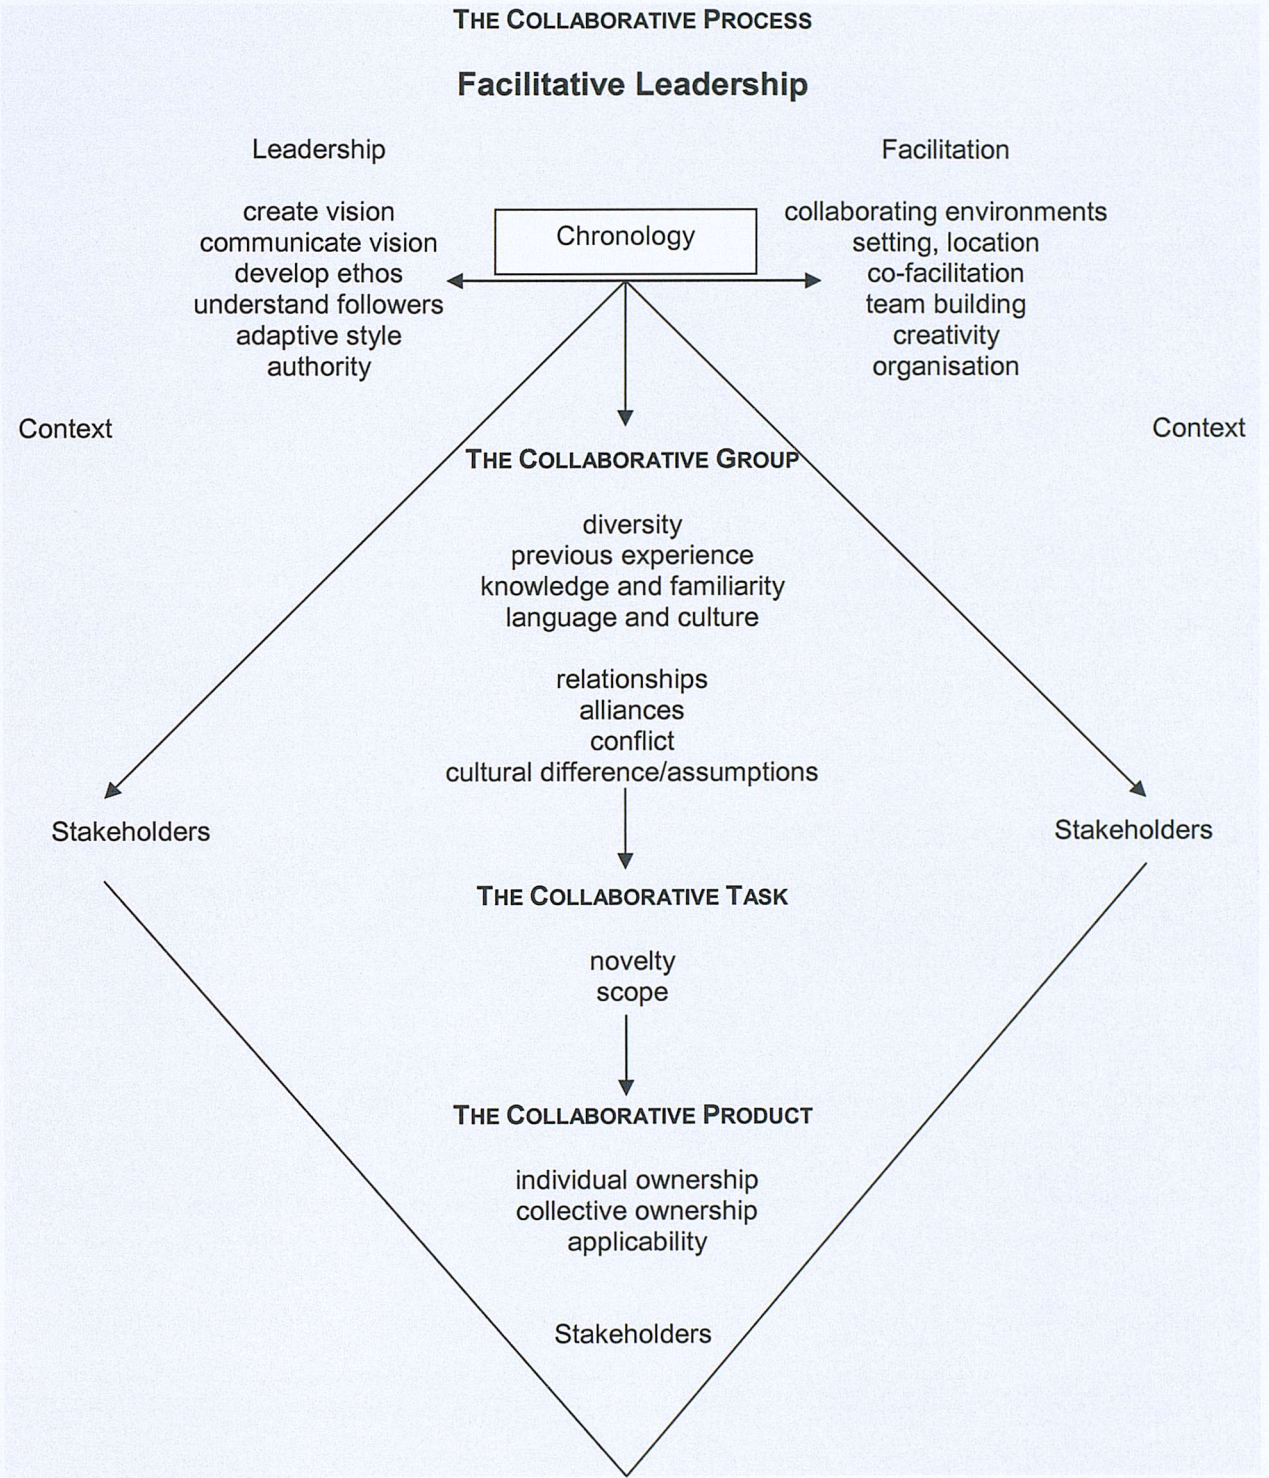 THE COLLABORATIVE PROCESS
Facilitative Leadership
Leadership
Facilitation
create vision
communicate vision
develop ethos
understand followers
adaptive style
authority
Chronology
collaborating environments
setting, location
co-facilitation
team building
creativity
organisation
Context
Context
THE COLLABORATIVE GROUP
diversity
previous experience
knowledge and familiarity
language and culture
relationships
alliances
conflict
cultural difference/assumptions
Stakeholders
Stakeholders
THE COLLABORATIVE TASK
novelty
scope
THE COLLABORATIVE PRODUCT
individual ownership
collective ownership
applicability
Stakeholders